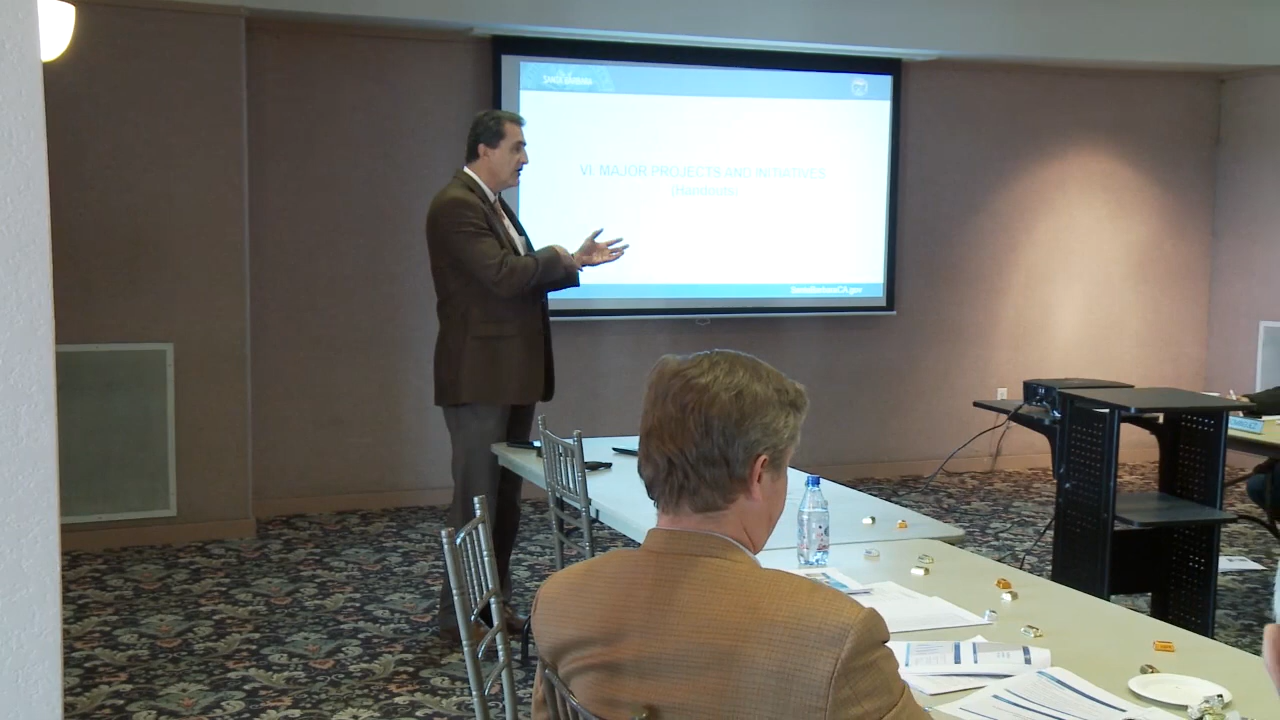 SANTA BARBARA
VI. MAJOR PROJECTS AND INITIATIVES
(Handouts)
SantaBarbaraCA.gov